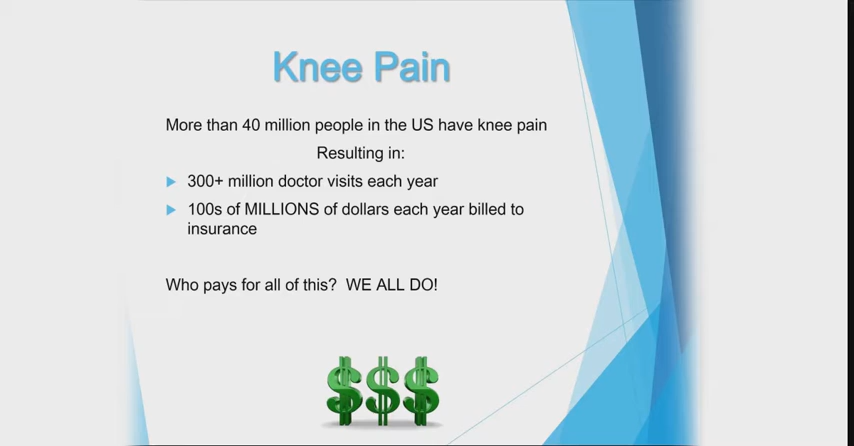 Knee Pain
More than 40 million people in the US have knee pain
Resulting in:
300+ million doctor visits each year
100s of MILLIONS of dollars each year billed to
insurance
Who pays for all of this? WE ALL DO!
$$$